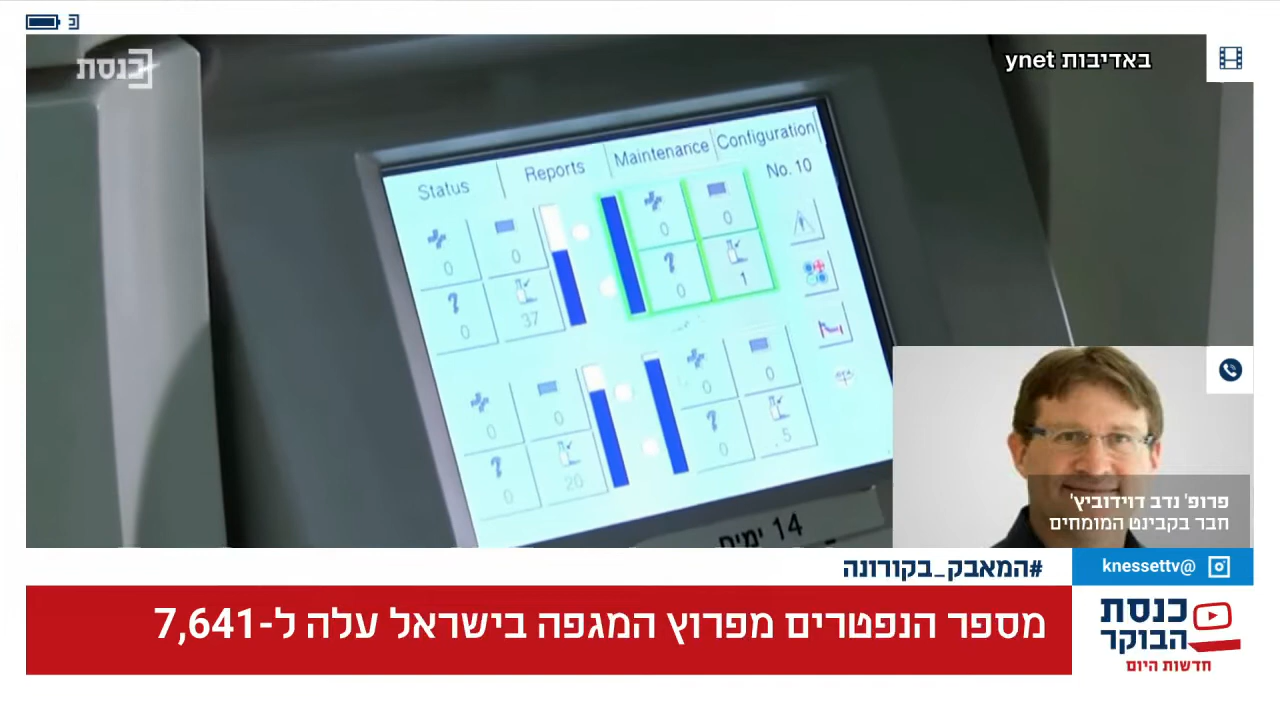 כנסת
באדיבות ynet
Status
Reports
Maintenance
Configuration
No. 10
0
0
0
37
0
0
0
1
0
0
0
20
0
0
0
.5
14 ימים
פרופ' נדב דוידוביץ'
חבר בקבינט המומחים
#המאבק_בקורונה
knessettv@
מספר הנפטרים מפרוץ המגפה בישראל עלה ל-7,641
כנסת
הבוקר
חדשות היום